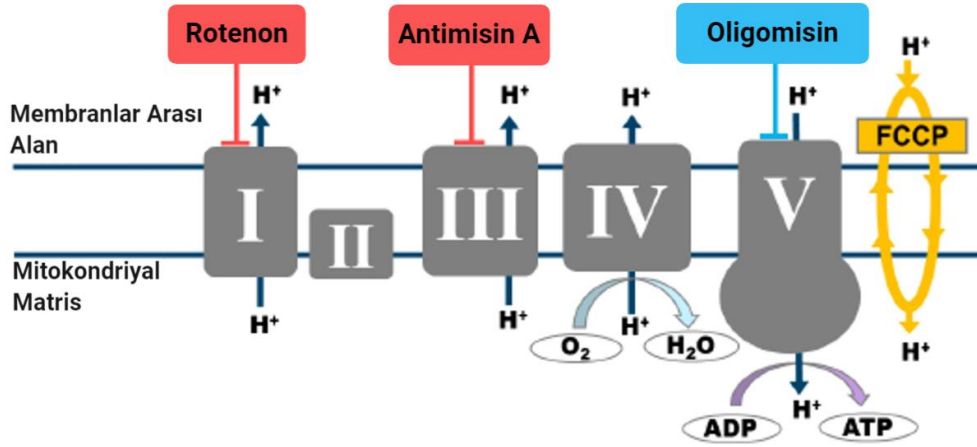 Rotenon
Antimisin A
Oligomisin
H⁺
H⁺
H⁺
H⁺
H⁺
Membranlar Arası
Alan
FCCP
I
II
III
IV
V
Mitokondriyal
Matris
H⁺
H⁺
H⁺
O₂
H₂O
H⁺
H⁺
ADP
ATP